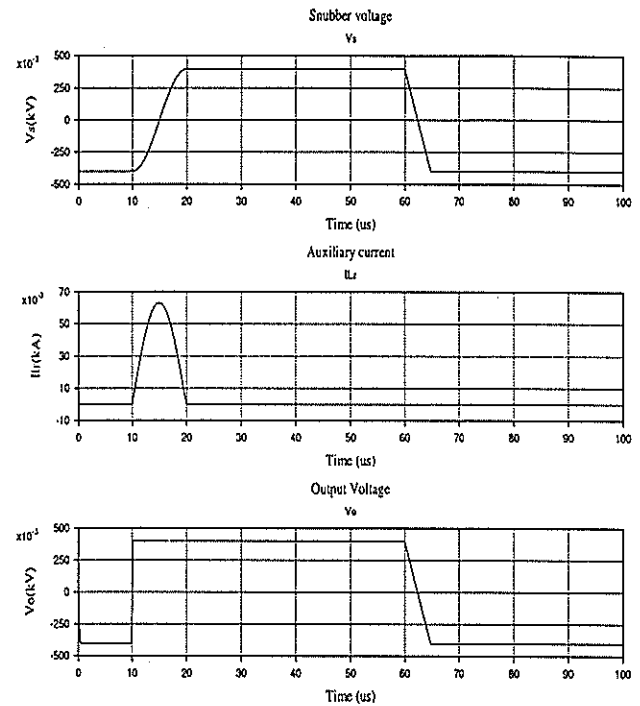 Snubber voltage
Vs
x10⁻³
500
250
0
-250
-500
Vs(kV)
0 10 20 30 40 50 60 70 80 90 100
Time (us)
Auxiliary current
ILr
x10⁻³
70
50
30
10
-10
Ilr(kA)
0 10 20 30 40 50 60 70 80 90 100
Time (us)
Output Voltage
Vo
x10⁻³
500
250
0
-250
-500
Vo(kV)
0 10 20 30 40 50 60 70 80 90 100
Time (us)